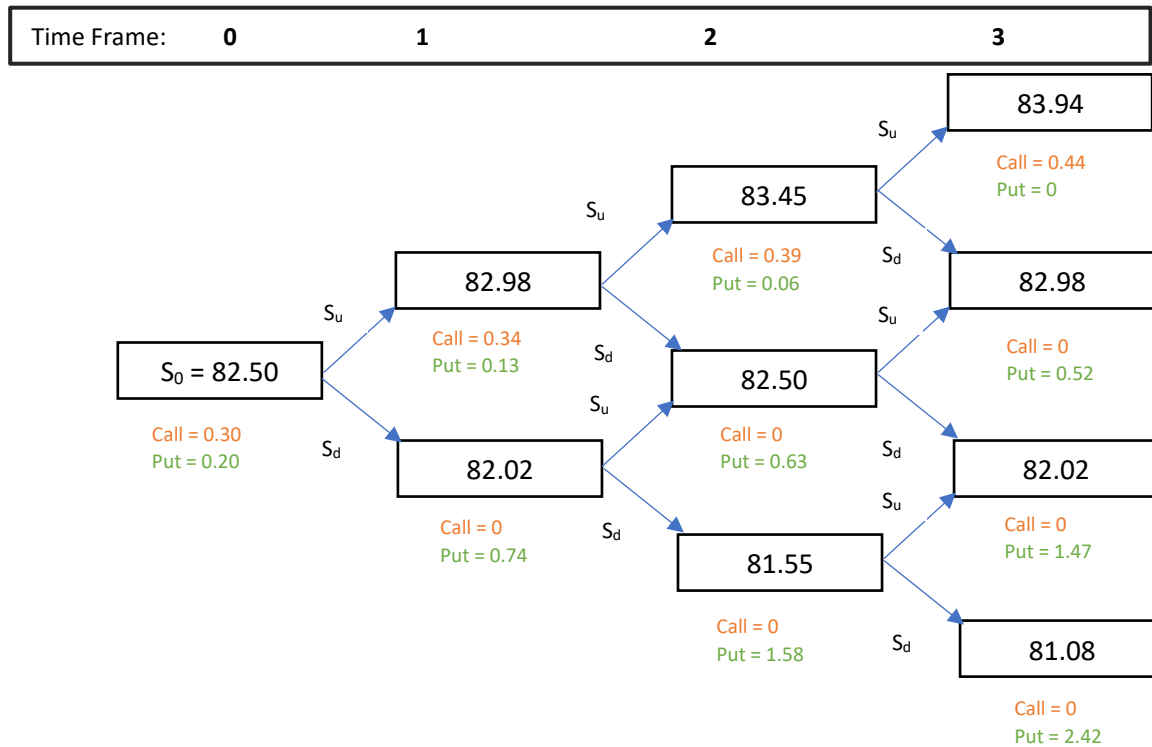 Time Frame: 0 1 2 3
83.94
Su
Call = 0.44
Put = 0
83.45
Su
Sd
Call = 0.39
Put = 0.06
82.98
82.98
Su
Su
Call = 0.34
Put = 0.13
Sd
Call = 0
Put = 0.52
S0 = 82.50
82.50
Su
Call = 0.30
Put = 0.20
Sd
Call = 0
Put = 0.63
Sd
82.02
82.02
Su
Call = 0
Put = 0.74
Sd
Call = 0
Put = 1.47
81.55
Call = 0
Put = 1.58
Sd
81.08
Call = 0
Put = 2.42